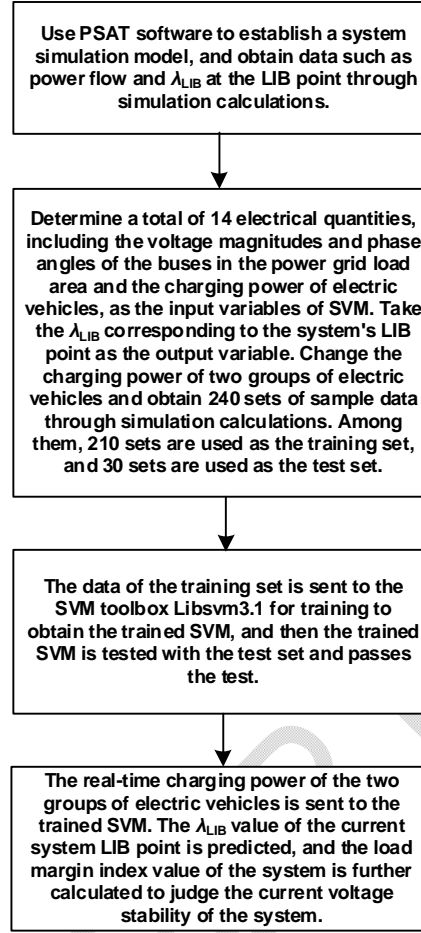 Use PSAT software to establish a system
simulation model, and obtain data such as
power flow and λLIB at the LIB point through
simulation calculations.
Determine a total of 14 electrical quantities,
including the voltage magnitudes and phase
angles of the buses in the power grid load
area and the charging power of electric
vehicles, as the input variables of SVM. Take
the λLIB corresponding to the system's LIB
point as the output variable. Change the
charging power of two groups of electric
vehicles and obtain 240 sets of sample data
through simulation calculations. Among
them, 210 sets are used as the training set,
and 30 sets are used as the test set.
The data of the training set is sent to the
SVM toolbox Libsvm3.1 for training to
obtain the trained SVM, and then the trained
SVM is tested with the test set and passes
the test.
The real-time charging power of the two
groups of electric vehicles is sent to the
trained SVM. The λLIB value of the current
system LIB point is predicted, and the load
margin index value of the system is further
calculated to judge the current voltage
stability of the system.